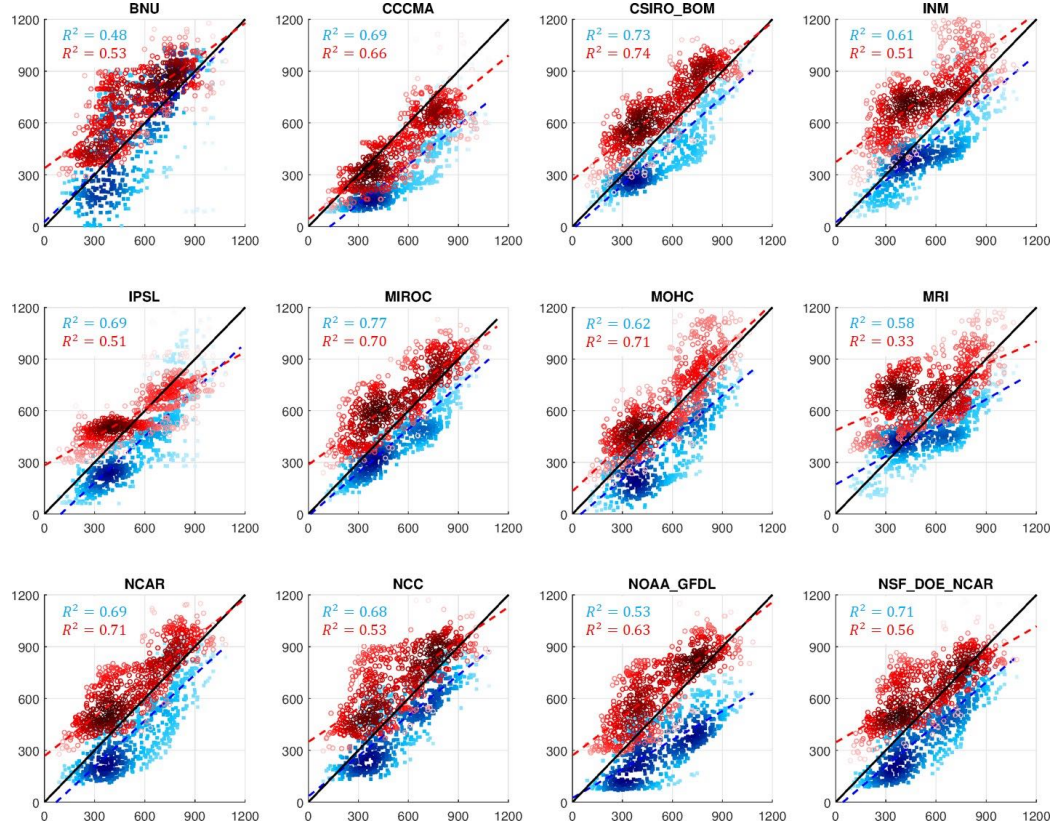 BNU
R² = 0.48
R² = 0.53
1200
900
600
300
0
0 300 600 900 1200
CCCMA
R² = 0.69
R² = 0.66
1200
900
600
300
0
0 300 600 900 1200
CSIRO_BOM
R² = 0.73
R² = 0.74
1200
900
600
300
0
0 300 600 900 1200
INM
R² = 0.61
R² = 0.51
1200
900
600
300
0
0 300 600 900 1200
IPSL
R² = 0.69
R² = 0.51
1200
900
600
300
0
0 300 600 900 1200
MIROC
R² = 0.77
R² = 0.70
1200
900
600
300
0
0 300 600 900 1200
MOHC
R² = 0.62
R² = 0.71
1200
900
600
300
0
0 300 600 900 1200
MRI
R² = 0.58
R² = 0.33
1200
900
600
300
0
0 300 600 900 1200
NCAR
R² = 0.69
R² = 0.71
1200
900
600
300
0
0 300 600 900 1200
NCC
R² = 0.68
R² = 0.53
1200
900
600
300
0
0 300 600 900 1200
NOAA_GFDL
R² = 0.53
R² = 0.63
1200
900
600
300
0
0 300 600 900 1200
NSF_DOE_NCAR
R² = 0.71
R² = 0.56
1200
900
600
300
0
0 300 600 900 1200